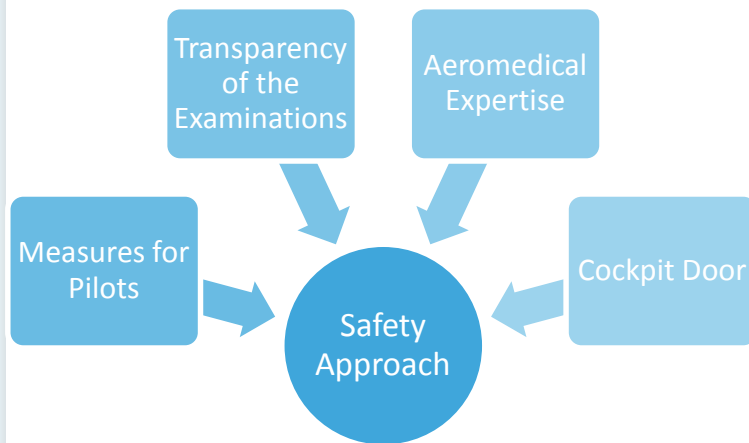 Transparency
of the
Examinations
Aeromedical
Expertise
Measures for
Pilots
Cockpit Door
Safety
Approach